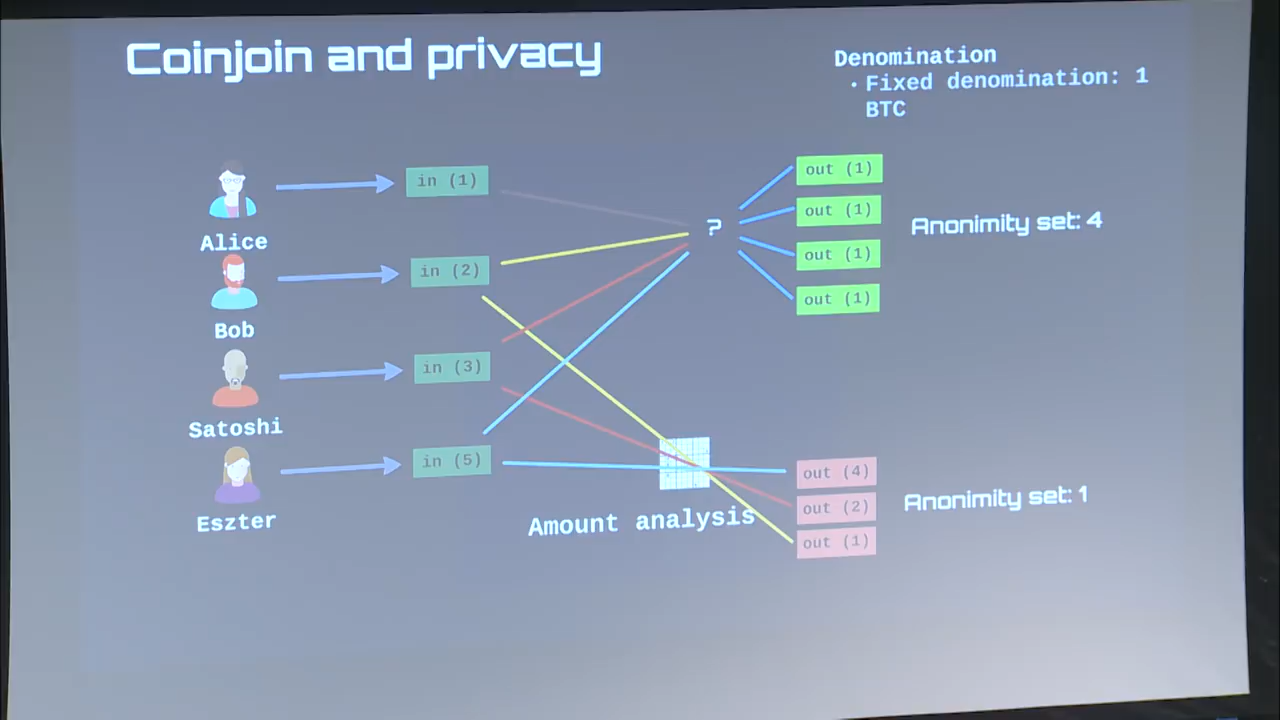 Coinjoin and privacy
Denomination
• Fixed denomination: 1
BTC
Alice
in (1)
Bob
in (2)
Satoshi
in (3)
Eszter
in (5)
?
out (1)
out (1)
out (1)
out (1)
Anonimity set: 4
Amount analysis
out (4)
out (2)
out (1)
Anonimity set: 1